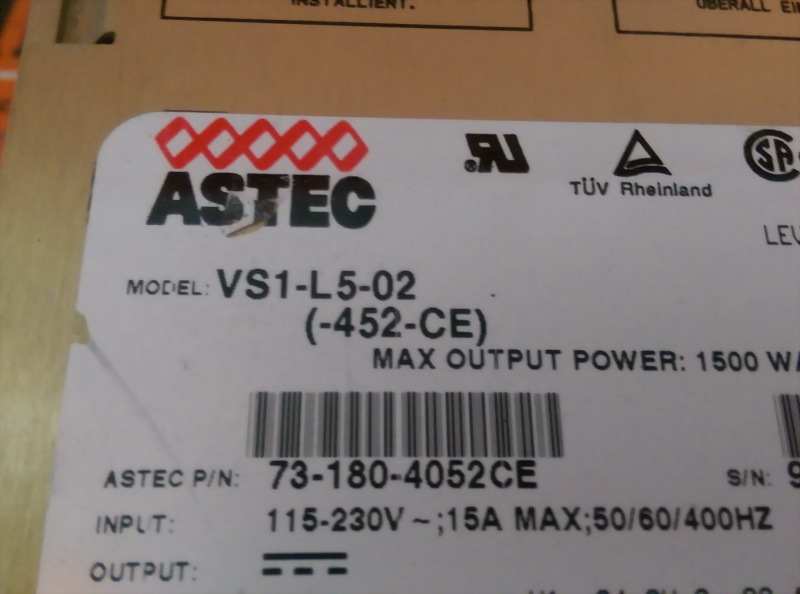 INSTALLIERT.
ÜBERALL
ASTEC
TÜV Rheinland
MODEL: VS1-L5-02
(-452-CE)
MAX OUTPUT POWER: 1500
ASTEC P/N: 73-180-4052CE
S/N: 9
INPUT: 115-230V ~;15A MAX;50/60/400HZ
OUTPUT: